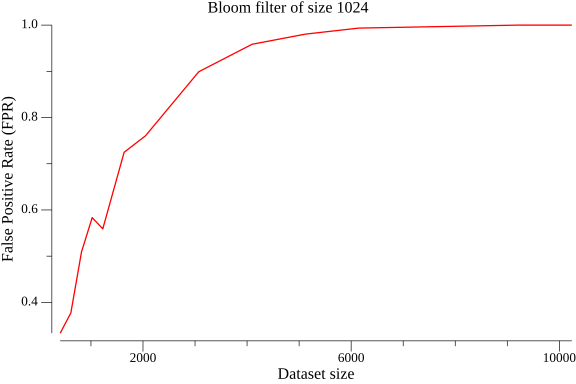 Bloom filter of size 1024
False Positive Rate (FPR)
1.0
0.8
0.6
0.4
2000
6000
10000
Dataset size